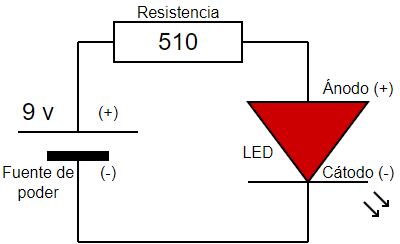 Resistencia
510
9 v
(+)
Ánodo (+)
LED
Fuente de
poder
(-)
Cátodo (-)